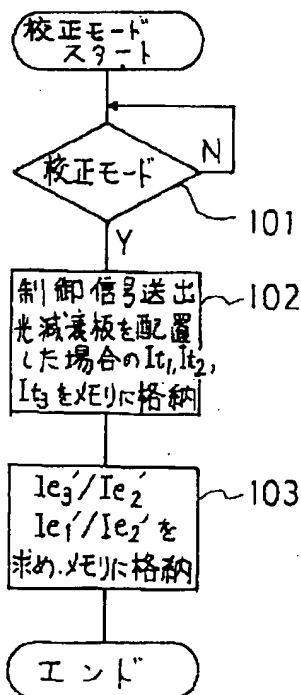 校正モード
スタート
校正モード
N
101
Y
制御信号送出
光減衰板を配置
した場合のIt₁,It₂,
It₃をメモリに格納
102
Ie₃′/Ie₂′
Ie₁′/Ie₂′を
求め.メモリに格納
103
エンド